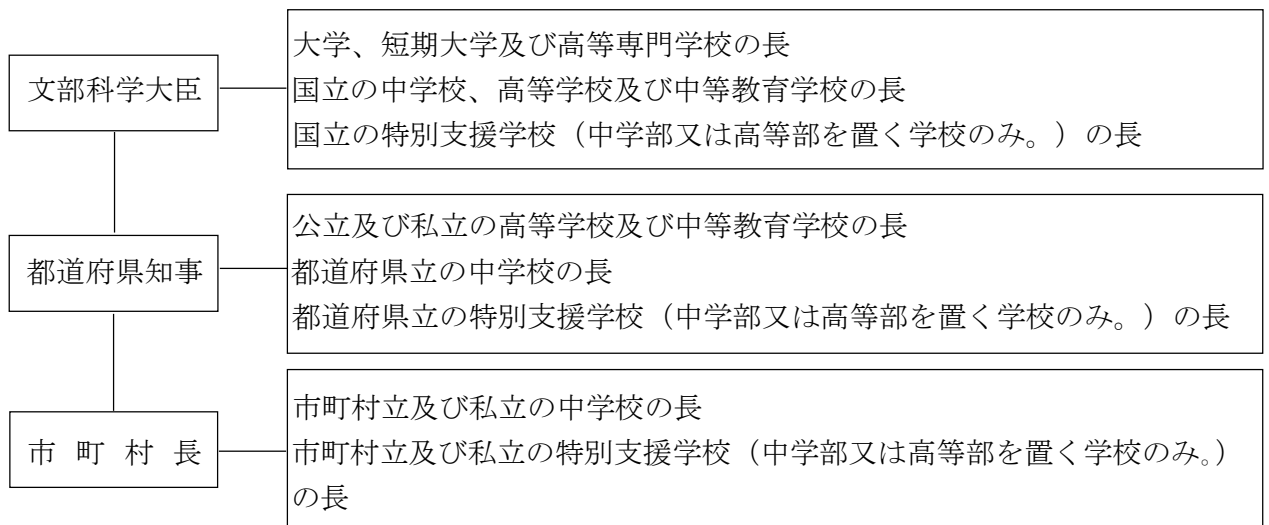 文部科学大臣
大学、短期大学及び高等専門学校の長
国立の中学校、高等学校及び中等教育学校の長
国立の特別支援学校（中学部又は高等部を置く学校のみ。）の長
都道府県知事
公立及び私立の高等学校及び中等教育学校の長
都道府県立の中学校の長
都道府県立の特別支援学校（中学部又は高等部を置く学校のみ。）の長
市町村長
市町村立及び私立の中学校の長
市町村立及び私立の特別支援学校（中学部又は高等部を置く学校のみ。）
の長